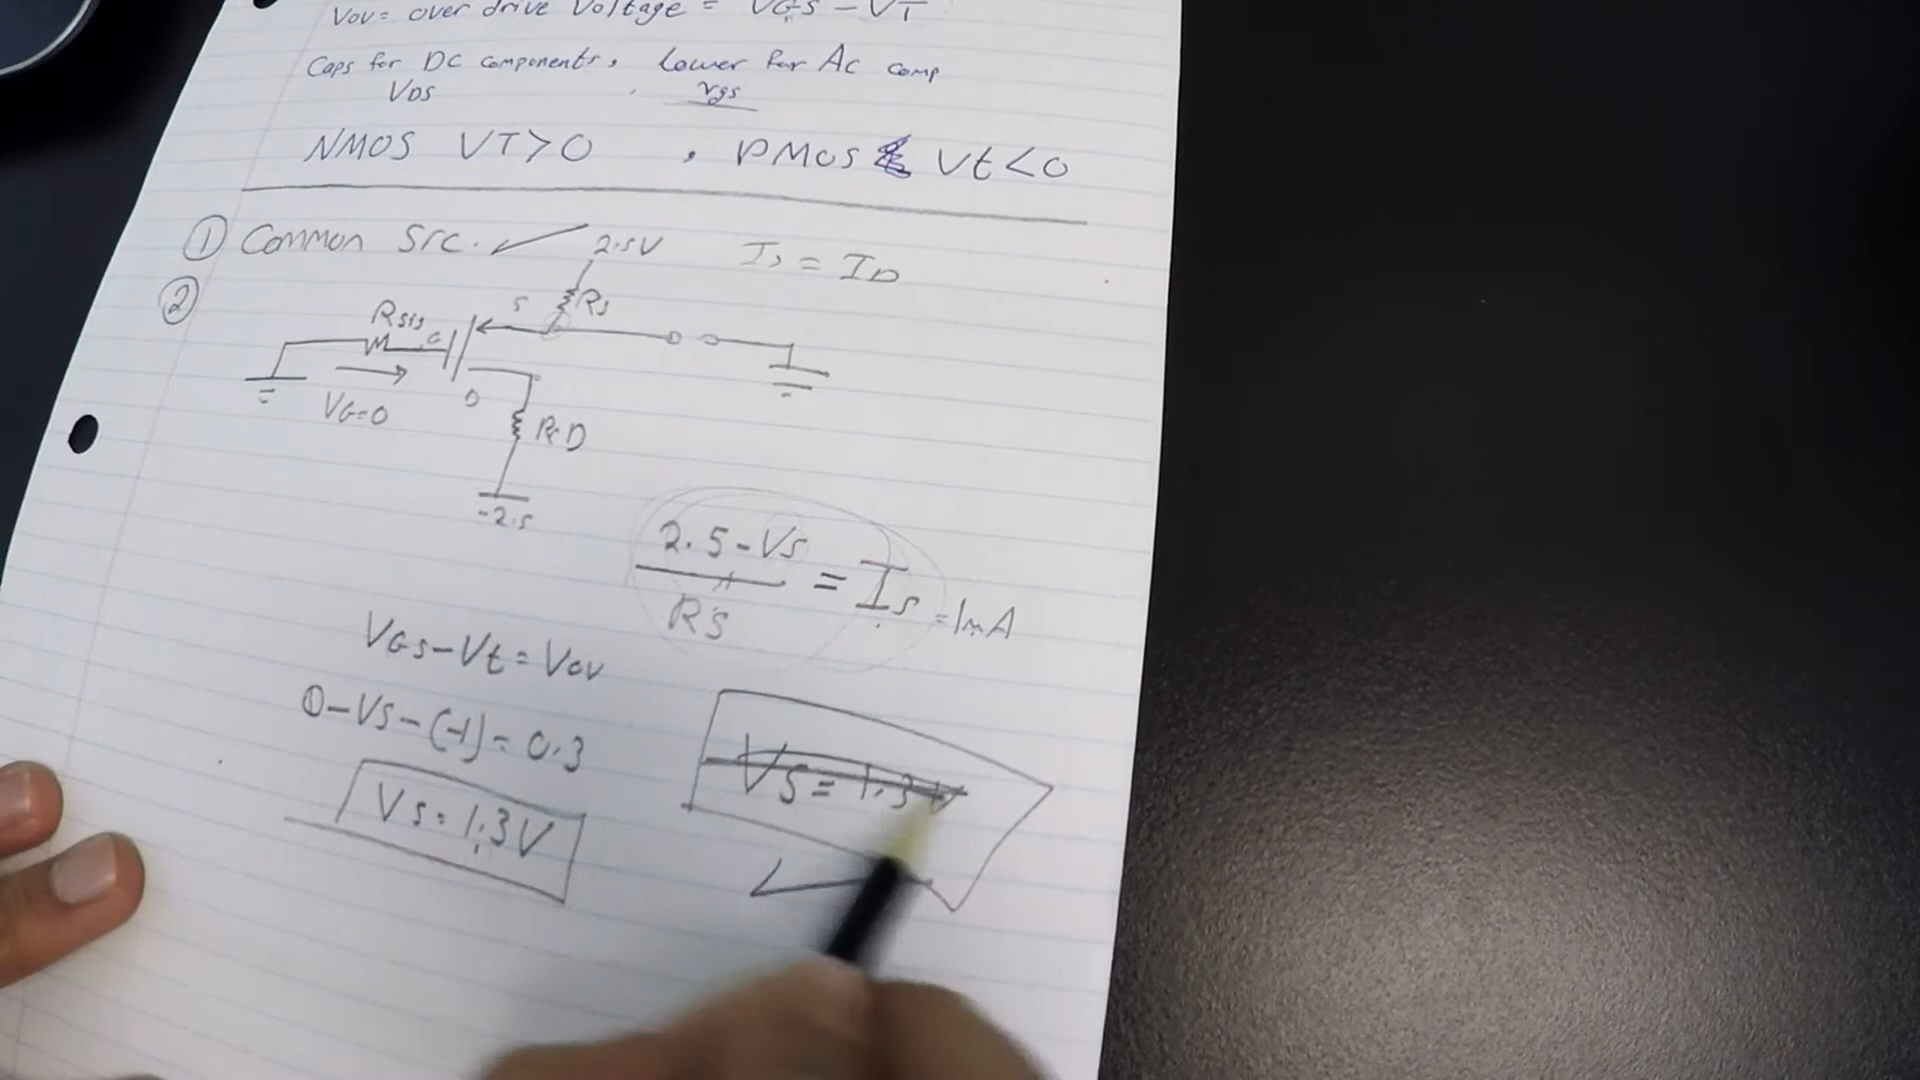 VOV = over drive Voltage = VGS - VT
Caps for DC components, Lower for AC comp
VDS vgs
NMOS VT>0 , PMOS Vt<0
① Common Src. 2.5V IS = ID
②
S RS
Rsig G
VG=0 D RD
-2.5
2.5-VS
= IS =1mA
RS
VGS-Vt=VOV
0-VS-(-1)=0.3
VS=1.3V
VS=1.3V